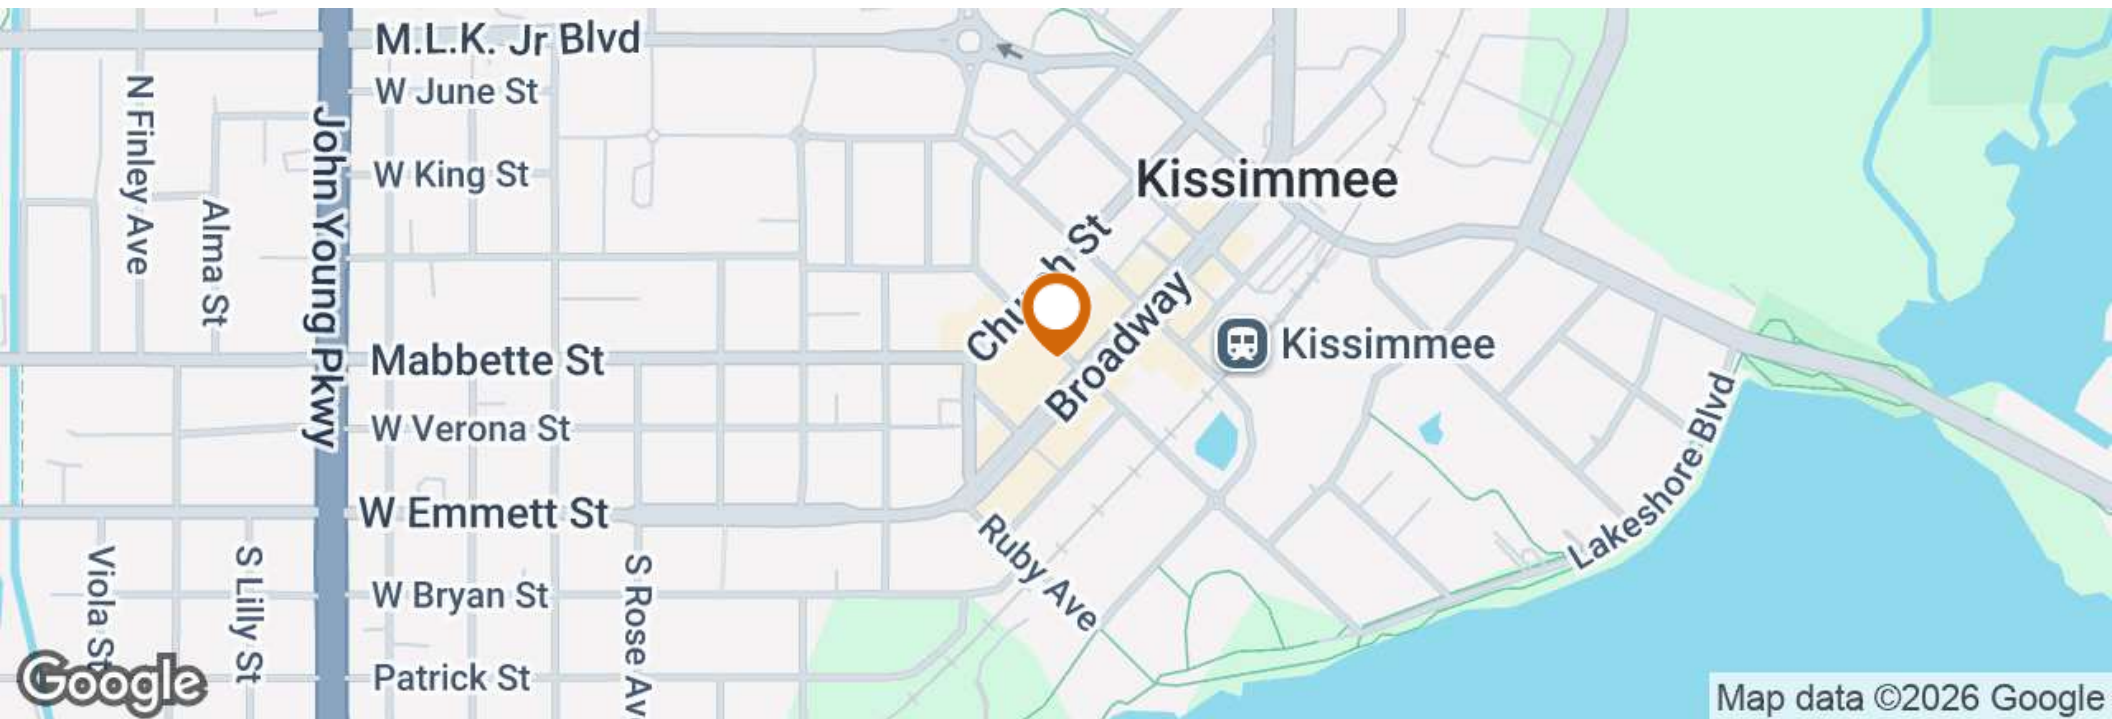 M.L.K. Jr Blvd
W June St
N Finley Ave
John Young Pkwy
W King St
Kissimmee
Alma St
Church St
Broadway
Kissimmee
Mabbette St
W Verona St
Lakeshore Blvd
W Emmett St
Ruby Ave
Viola St
S Lilly St
S Rose Av
W Bryan St
Patrick St
Google
Map data ©2026 Google